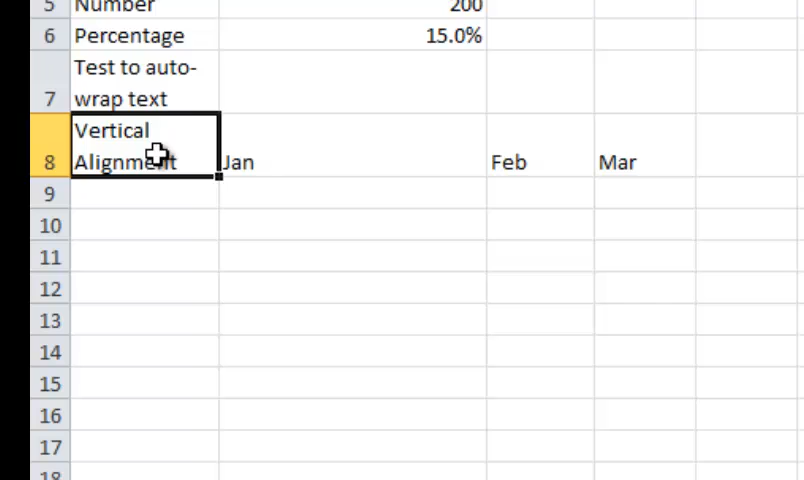 5 Number 200
6 Percentage 15.0%
Test to auto-
7 wrap text
Vertical
8 Alignment Jan Feb Mar
9
10
11
12
13
14
15
16
17
18